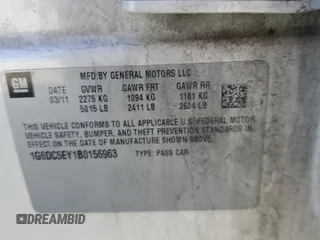 GM
MFD BY GENERAL MOTORS LLC
DATE GVWR GAWR FRT GAWR RR
03/11 2275 KG 1094 KG 1181 KG
5015 LB 2411 LB 2604 LB
THIS VEHICLE CONFORMS TO ALL APPLICABLE U.S. FEDERAL MOTOR
VEHICLE SAFETY, BUMPER, AND THEFT PREVENTION STANDARDS
IN EFFECT ON THE DATE OF MANUFACTURE SHOWN ABOVE.
1G6DC5EY1B0156963 TYPE: PASS CAR